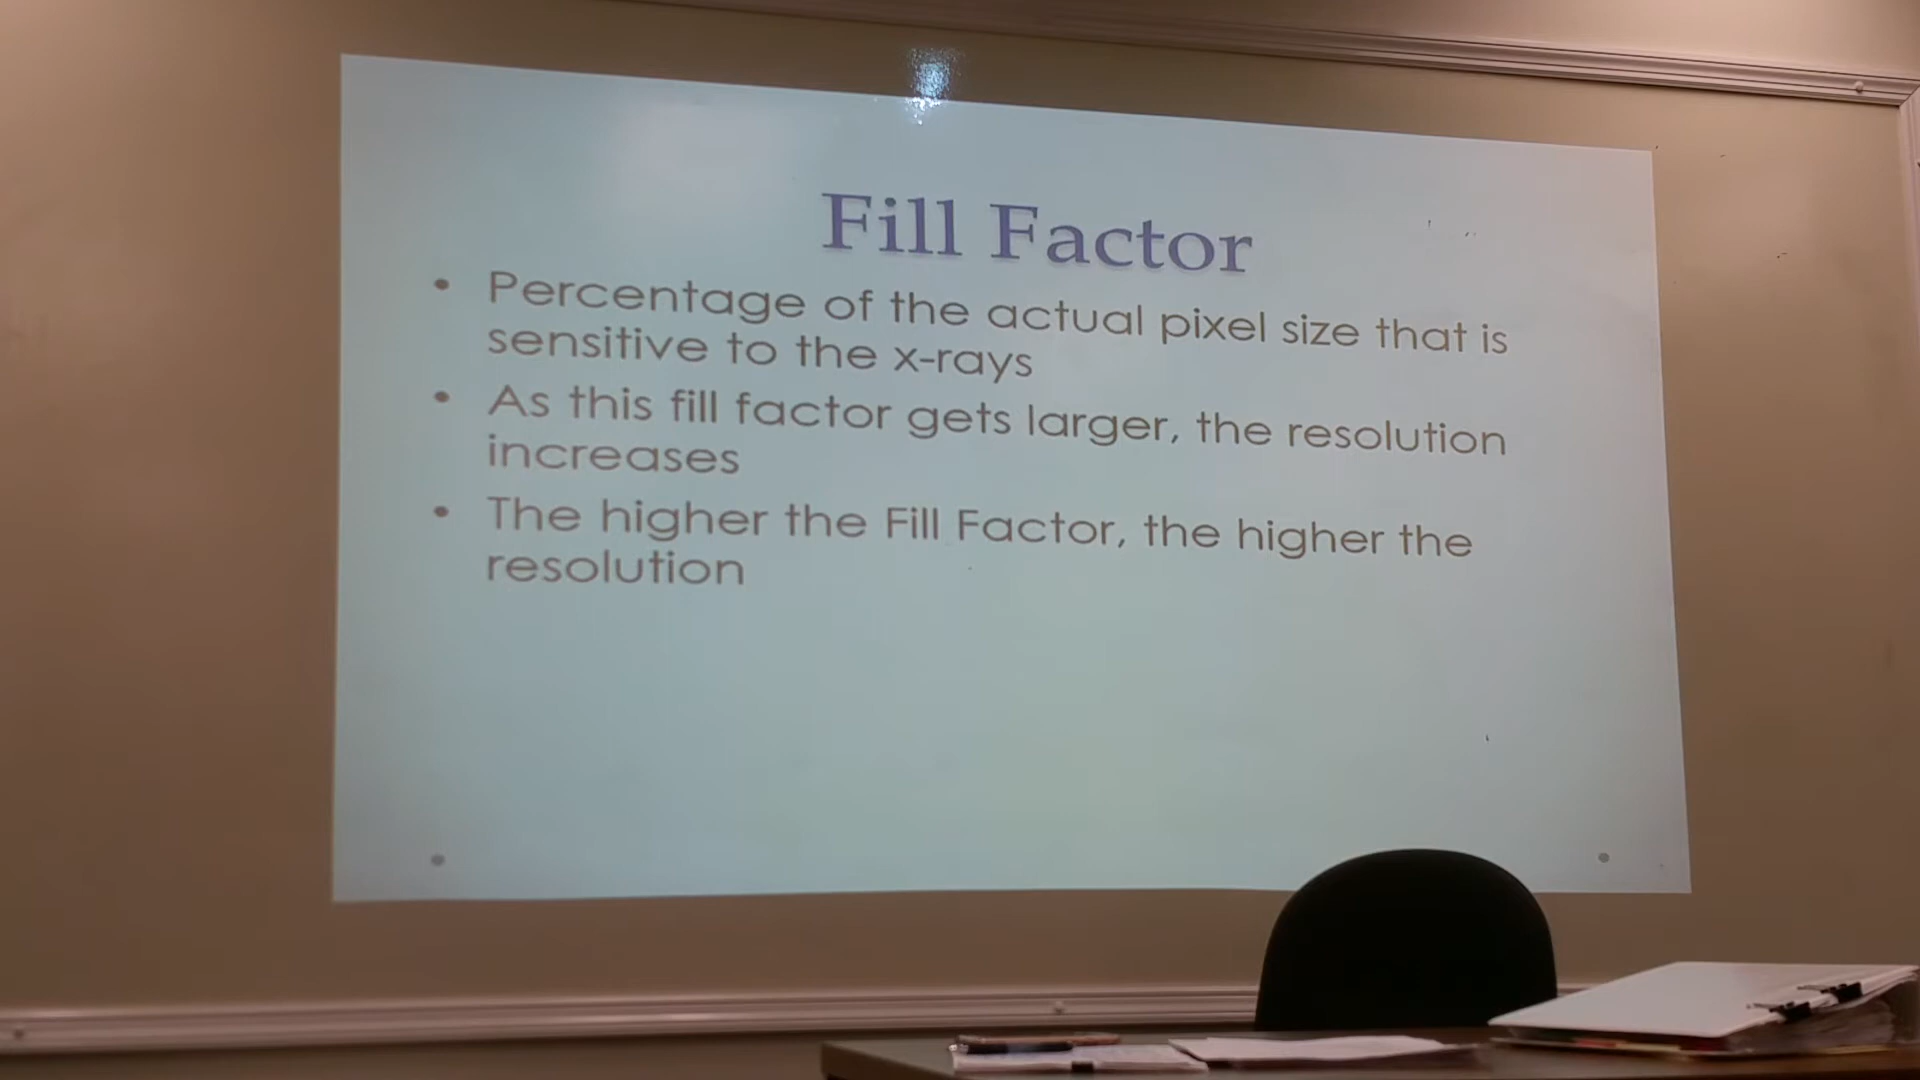 Fill Factor
• Percentage of the actual pixel size that is
sensitive to the x-rays
• As this fill factor gets larger, the resolution
increases
• The higher the Fill Factor, the higher the
resolution